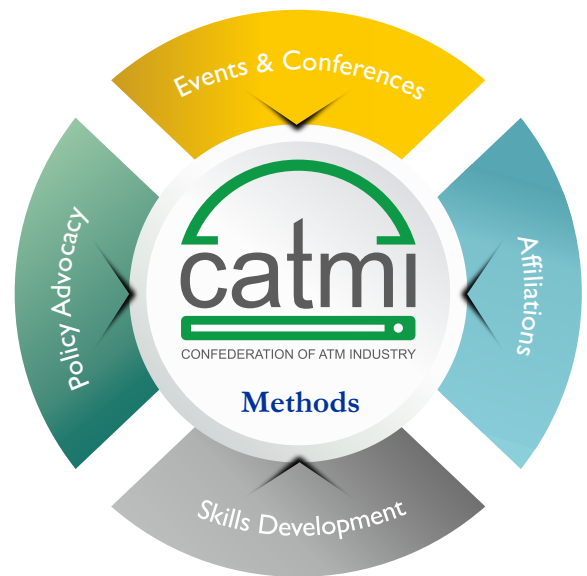 Events & Conferences
Policy Advocacy
Affiliations
catmi
CONFEDERATION OF ATM INDUSTRY
Methods
Skills Development